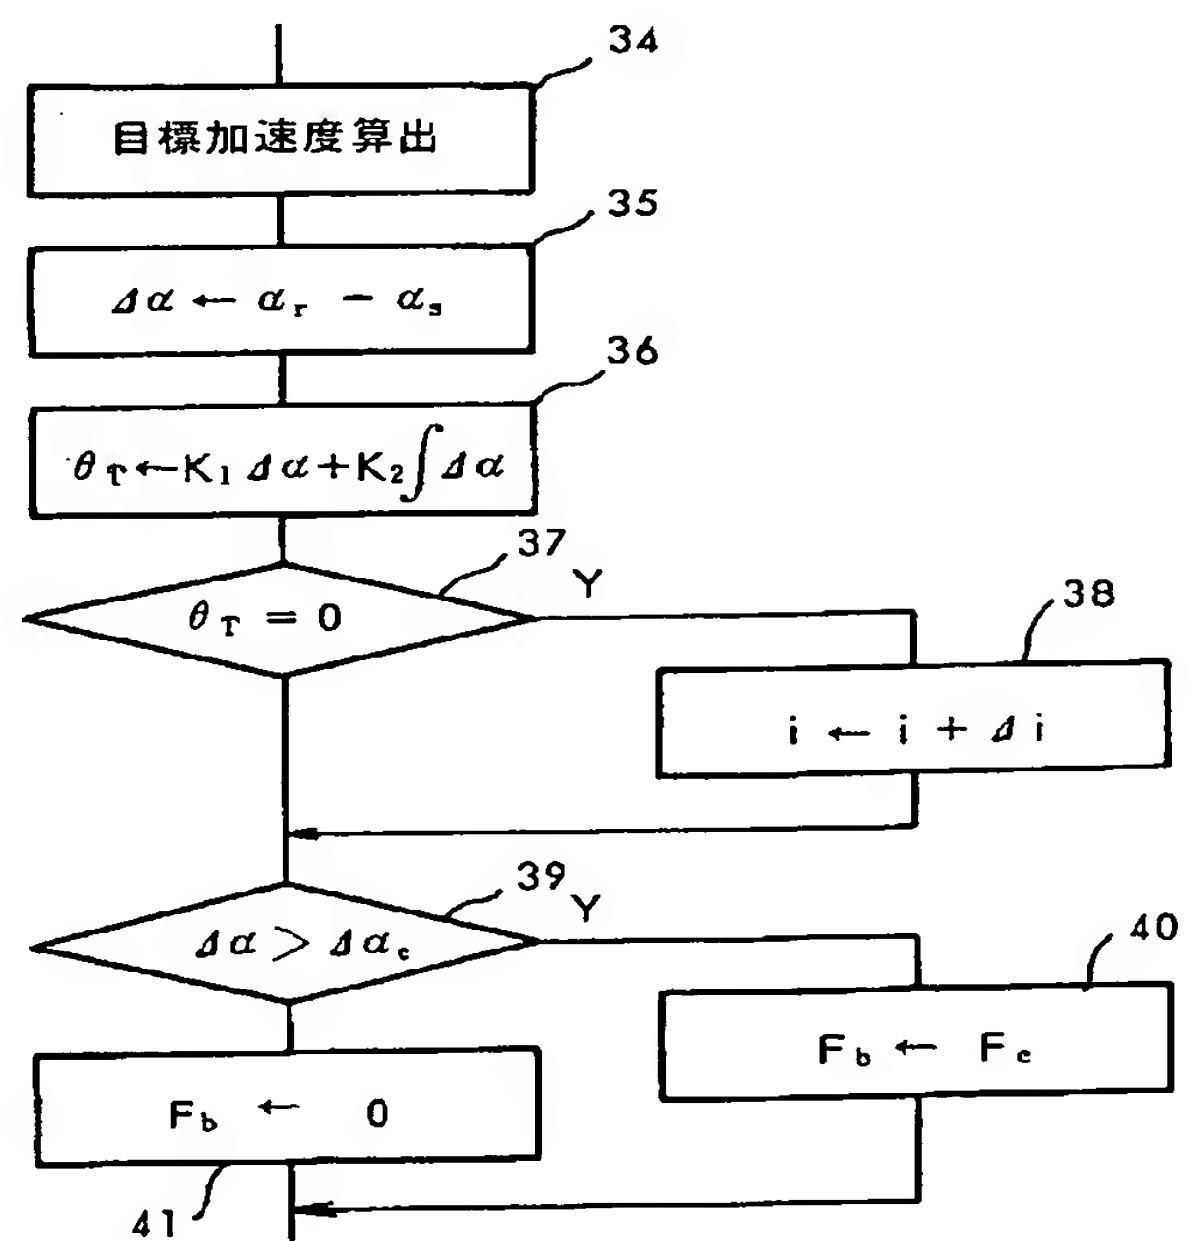 34
目標加速度算出
35
Δα ← αr − αs
36
θT←K1 Δα+K2∫Δα
37
Y
θT = 0
38
i ← i + Δi
39
Y
Δα > Δαc
40
Fb ← Fc
Fb ← 0
41